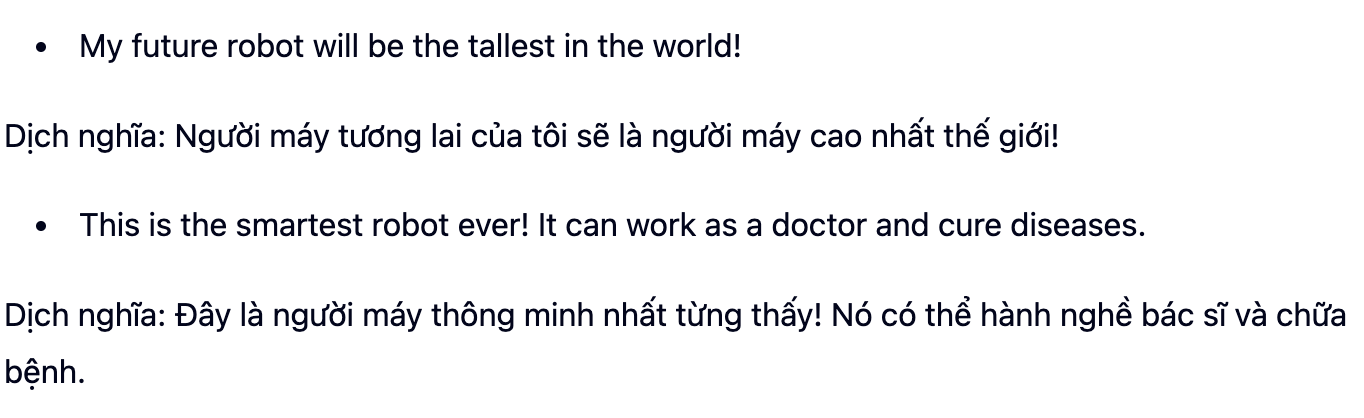 • My future robot will be the tallest in the world!
Dịch nghĩa: Người máy tương lai của tôi sẽ là người máy cao nhất thế giới!
• This is the smartest robot ever! It can work as a doctor and cure diseases.
Dịch nghĩa: Đây là người máy thông minh nhất từng thấy! Nó có thể hành nghề bác sĩ và chữa
bệnh.